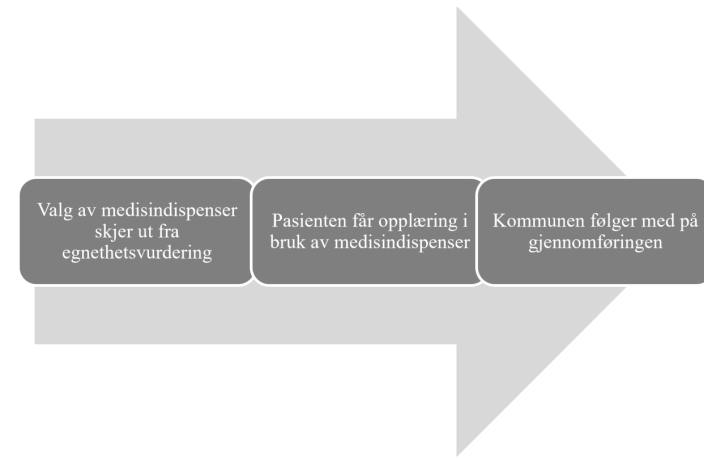 Valg av medisindispenser
skjer ut fra
egnethetsvurdering
Pasienten får opplæring i
bruk av medisindispenser
Kommunen følger med på
gjennomføringen